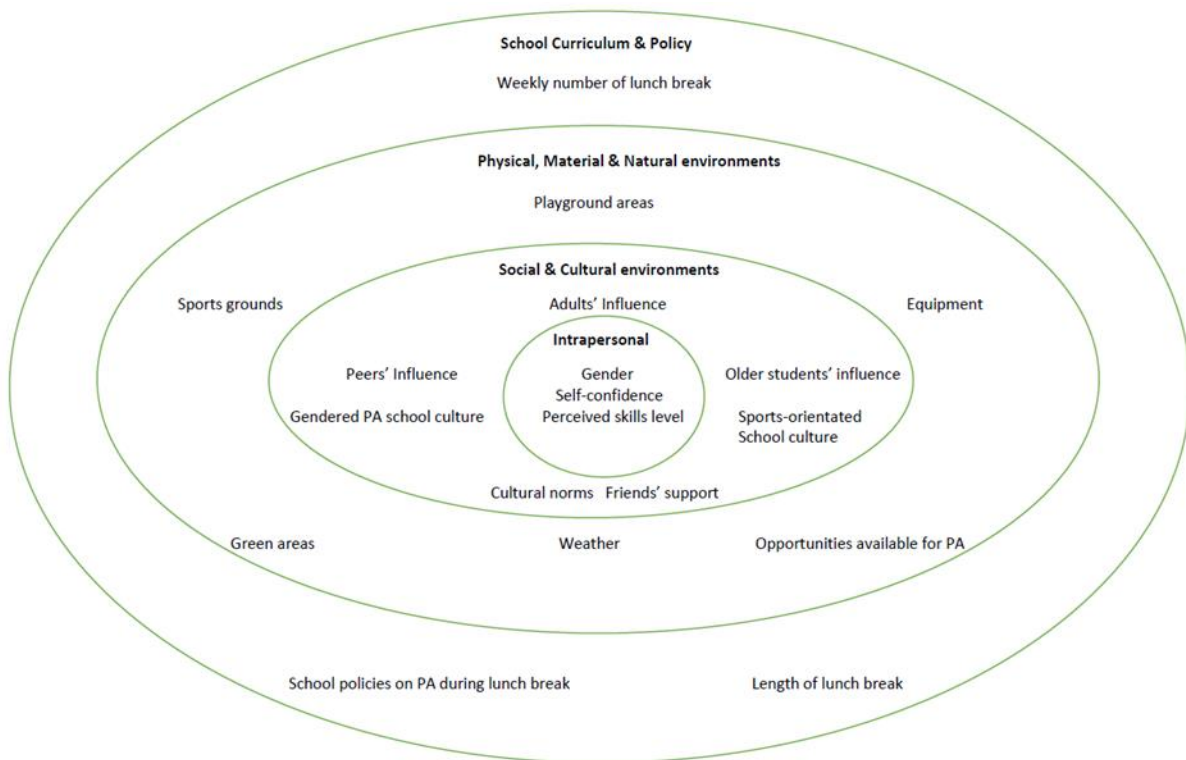 School Curriculum & Policy
Weekly number of lunch break
Physical, Material & Natural environments
Playground areas
Social & Cultural environments
Sports grounds
Adults' Influence
Equipment
Intrapersonal
Peers' Influence
Gender
Older students' influence
Self-confidence
Gendered PA school culture
Perceived skills level
Sports-orientated
School culture
Cultural norms Friends' support
Green areas
Weather
Opportunities available for PA
School policies on PA during lunch break
Length of lunch break